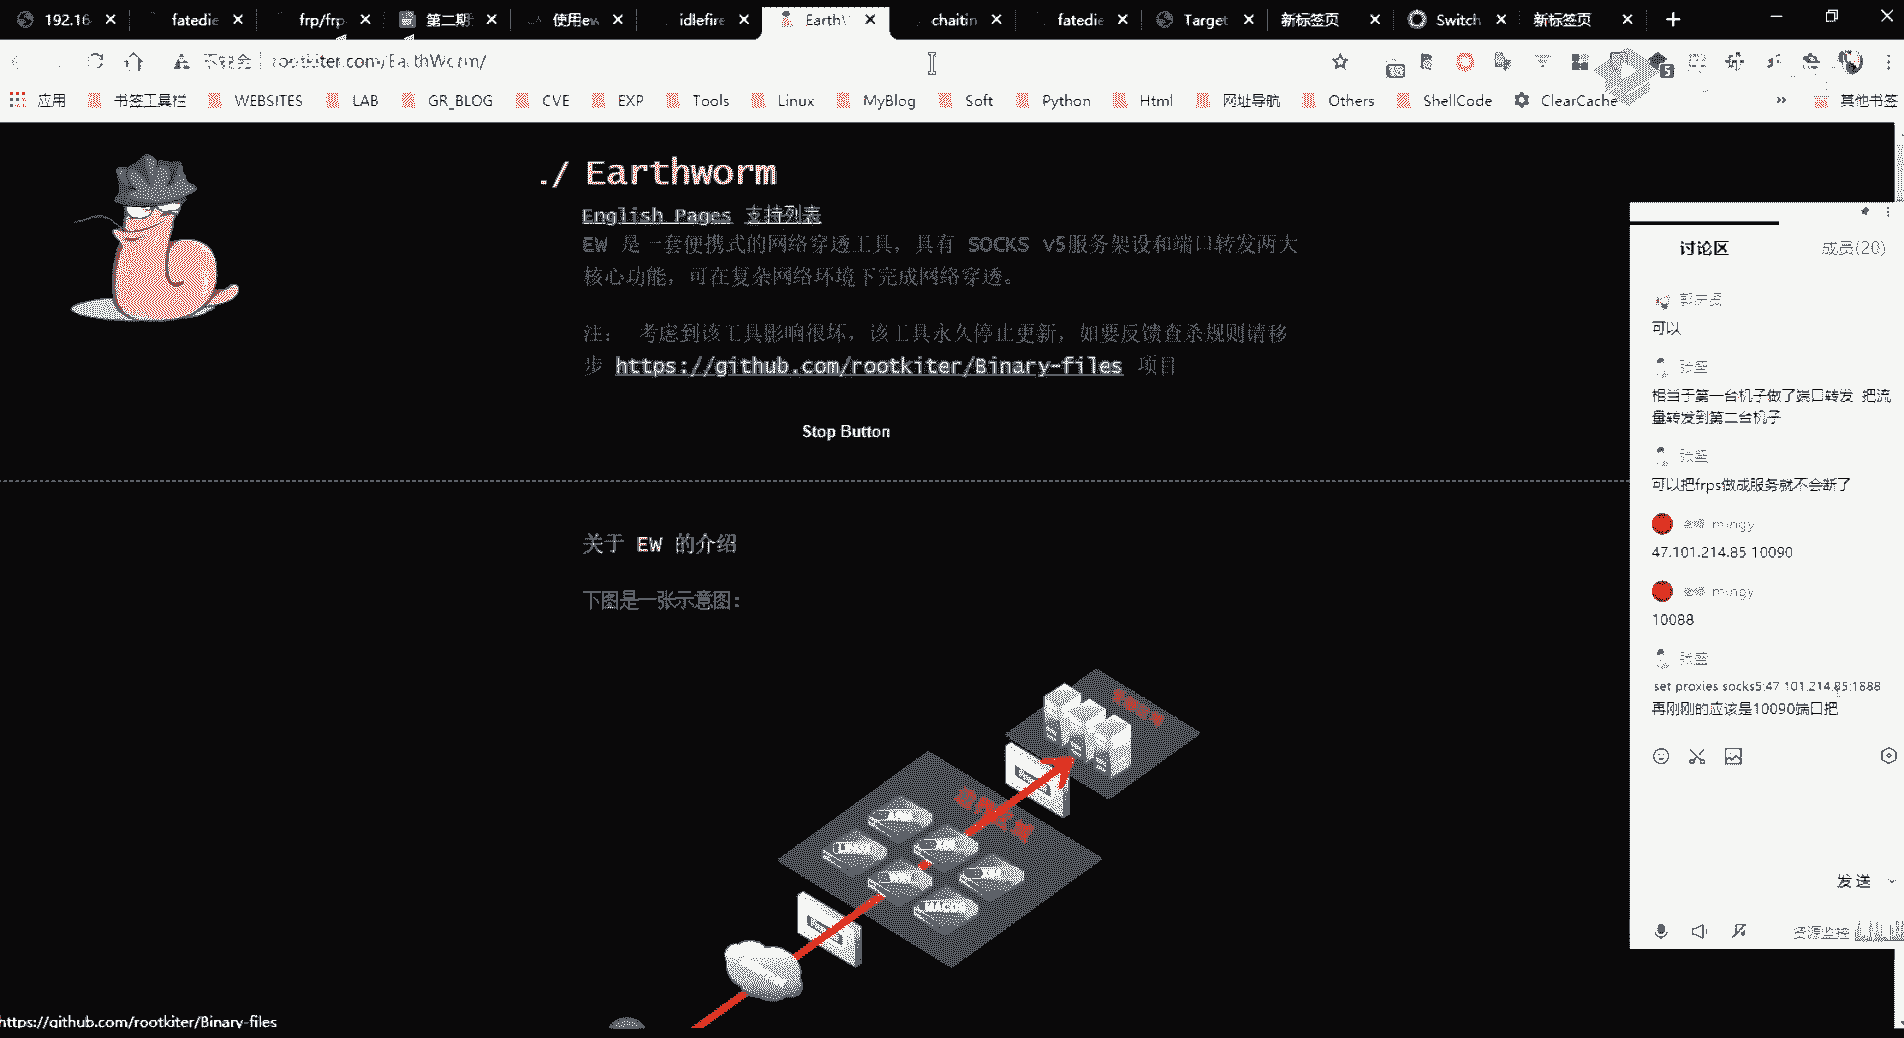 192.16
fatedie
frp/frp
第二期
使用ew
idlefire
Earth
chaitin
fatedie
Target
新标签页
Switch
新标签页
不安全 rootkiter.com/EarthWorm/
应用
书签工具栏
WEBSITES
LAB
GR_BLOG
CVE
EXP
Tools
Linux
MyBlog
Soft
Python
Html
网址导航
Others
ShellCode
ClearCache
»
其他书签
./ Earthworm
English Pages 支持列表
EW 是一套便携式的网络穿透工具，具有 SOCKS v5服务架设和端口转发两大
核心功能，可在复杂网络环境下完成网络穿透。
注： 考虑到该工具影响很坏，该工具永久停止更新，如要反馈查杀规则请移
步 https://github.com/rootkiter/Binary-files 项目
Stop Button
关于 EW 的介绍
下图是一张示意图：
LINUX
MACOS
讨论区
成员(20)
可以
相当于第一台机子做了端口转发 把流
量转发到第二台机子
可以把frps做成服务就不会断了
mingy
47.101.214.85 10090
mingy
10088
set proxies socks5:47.101.214.85:1888
再刚刚的应该是10090端口把
发送
资源监控
https://github.com/rootkiter/Binary-files